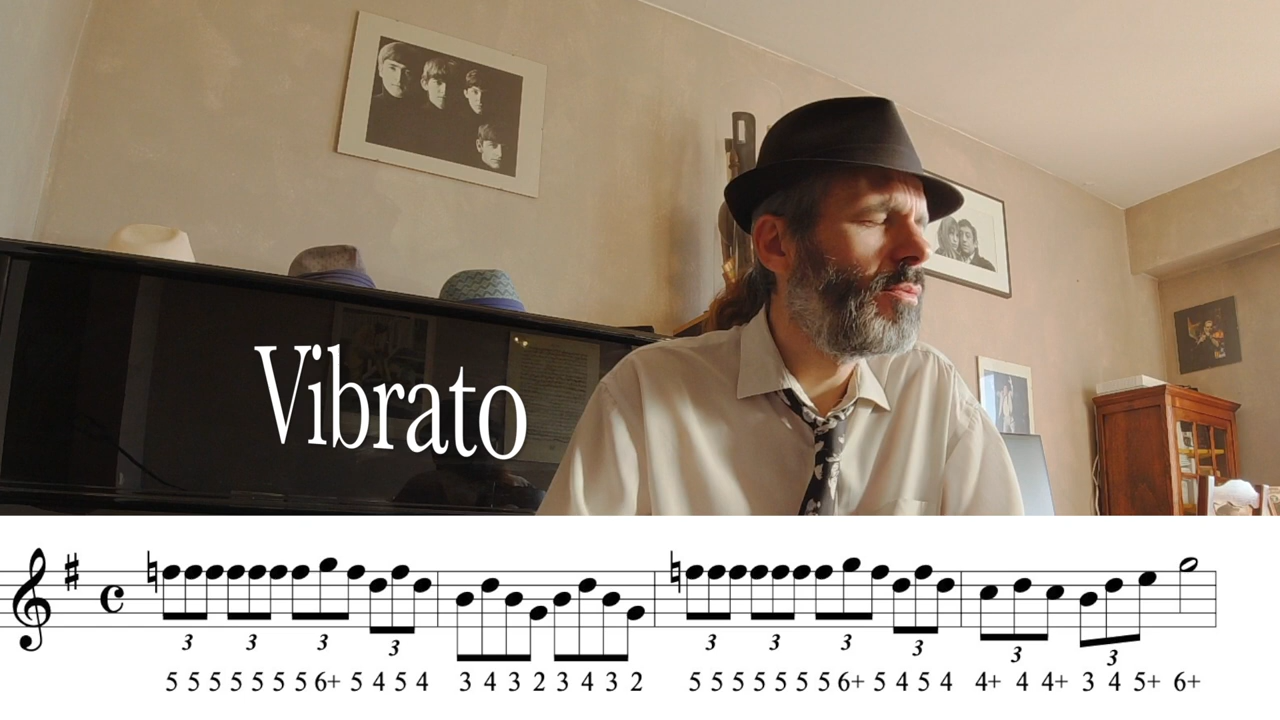 Vibrato
3 3 3 3 3 3 3 3 3 3
5 5 5 5 5 5 5 6+ 5 4 5 4 3 4 3 2 3 4 3 2 5 5 5 5 5 5 5 6+ 5 4 5 4 4+ 4 4+ 3 4 5+ 6+